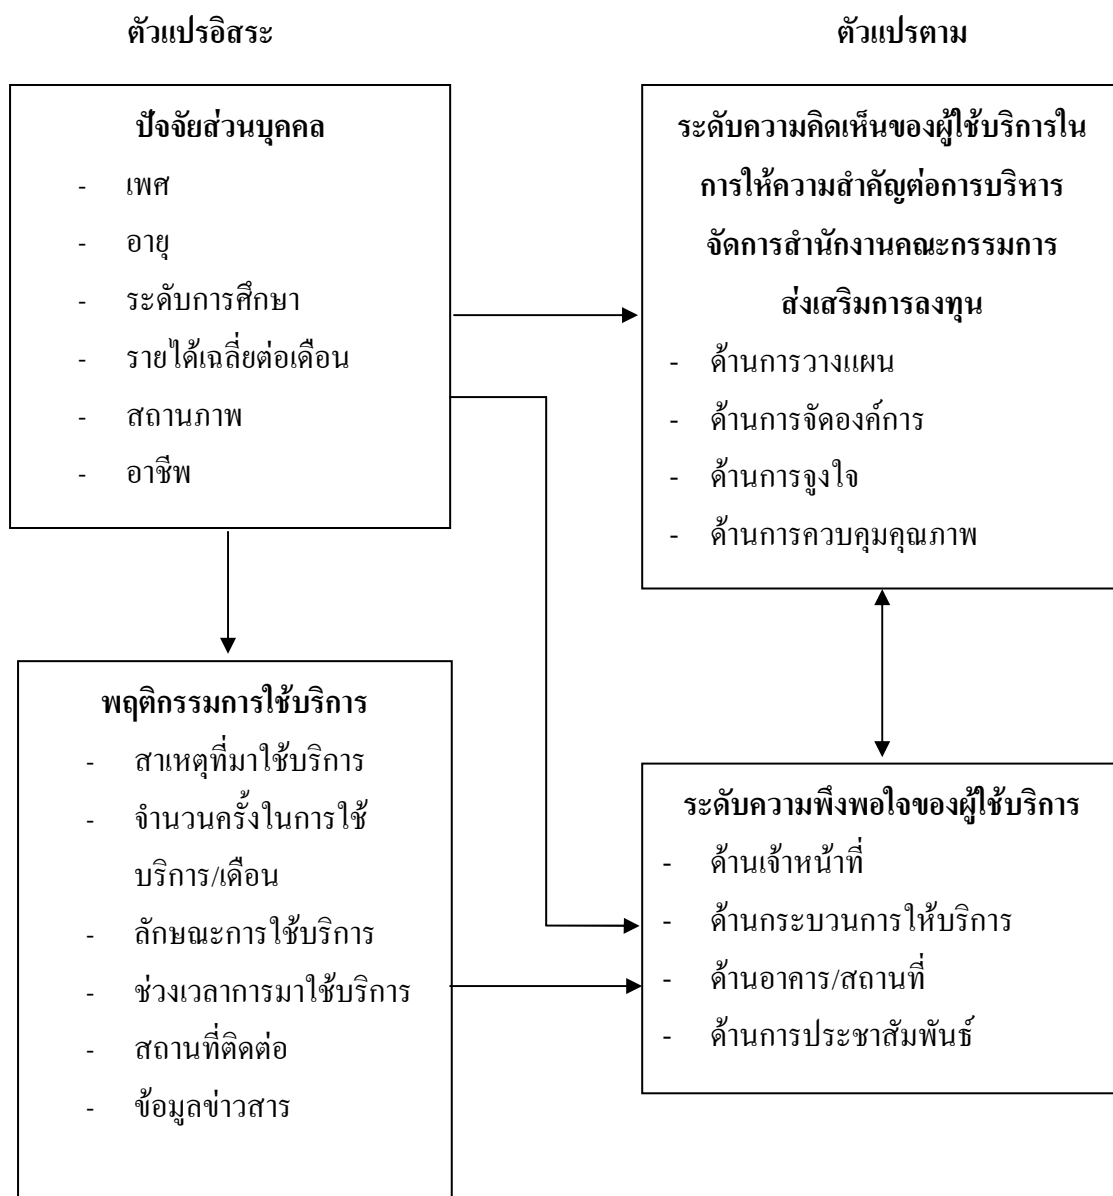 ตัวแปรอิสระ
ตัวแปรตาม
ปัจจัยส่วนบุคคล
- เพศ
- อายุ
- ระดับการศึกษา
- รายได้เฉลี่ยต่อเดือน
- สถานภาพ
- อาชีพ
ระดับความคิดเห็นของผู้ใช้บริการใน
การให้ความสำคัญต่อการบริหาร
จัดการสำนักงานคณะกรรมการ
ส่งเสริมการลงทุน
- ด้านการวางแผน
- ด้านการจัดองค์การ
- ด้านการจูงใจ
- ด้านการควบคุมคุณภาพ
พฤติกรรมการใช้บริการ
- สาเหตุที่มาใช้บริการ
- จำนวนครั้งในการใช้
บริการ/เดือน
- ลักษณะการใช้บริการ
- ช่วงเวลาการมาใช้บริการ
- สถานที่ติดต่อ
- ข้อมูลข่าวสาร
ระดับความพึงพอใจของผู้ใช้บริการ
- ด้านเจ้าหน้าที่
- ด้านกระบวนการให้บริการ
- ด้านอาคาร/สถานที่
- ด้านการประชาสัมพันธ์